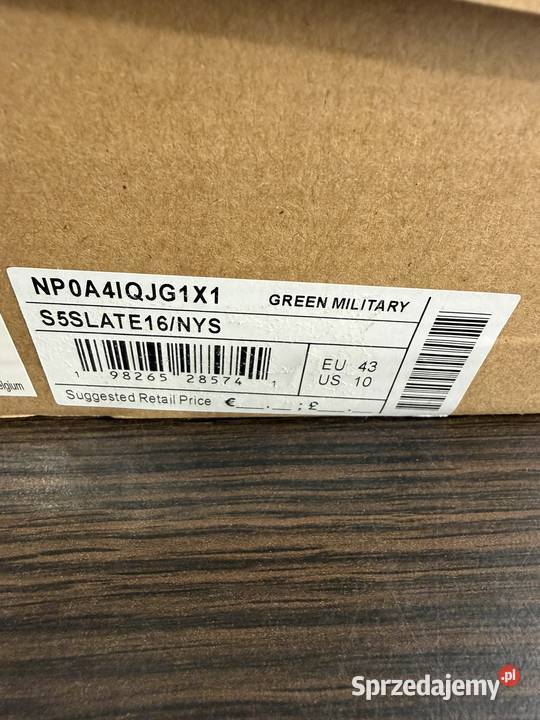 NP0A4IQJG1X1 GREEN MILITARY
S5SLATE16/NYS
1 98265 28574 1
EU 43
US 10
Suggested Retail Price €__.__ ; £__.__
elgium
Sprzedajemy.pl